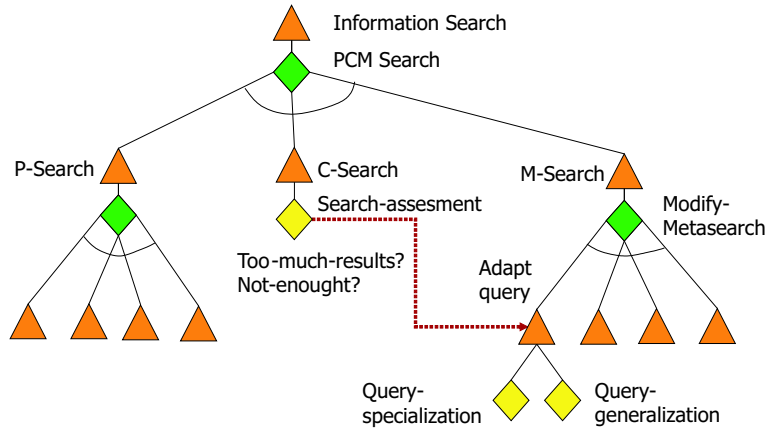 Information Search
PCM Search
P-Search
C-Search
M-Search
Search-assesment
Modify-
Metasearch
Too-much-results?
Not-enought?
Adapt
query
Query-
specialization
Query-
generalization